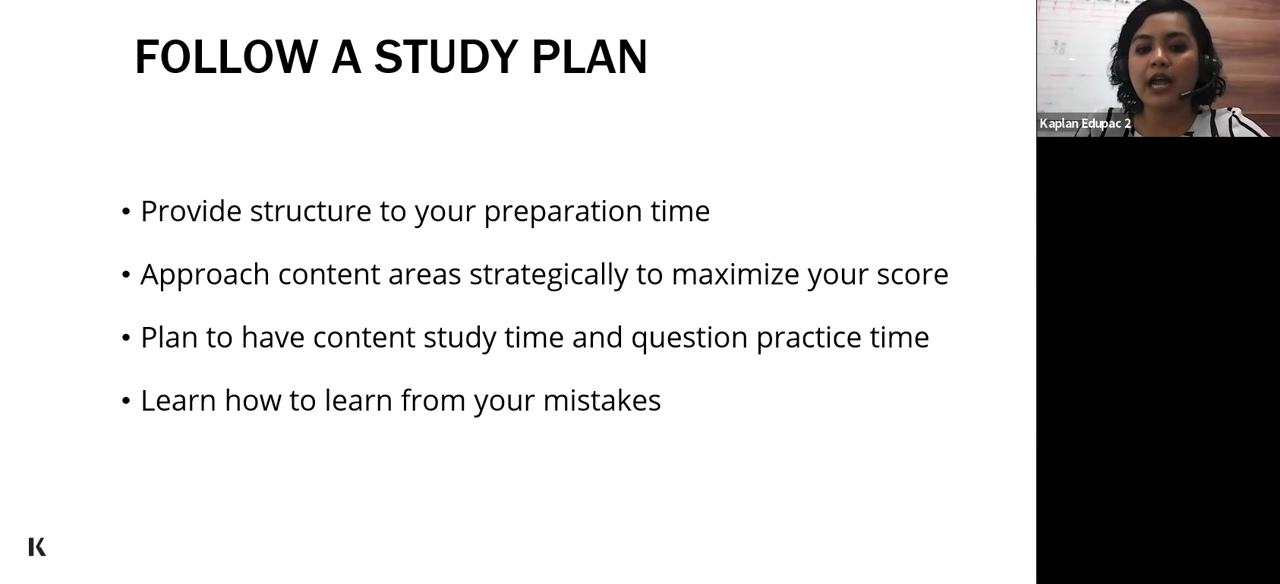 FOLLOW A STUDY PLAN
Kaplan Edupac 2
• Provide structure to your preparation time
• Approach content areas strategically to maximize your score
• Plan to have content study time and question practice time
• Learn how to learn from your mistakes
K